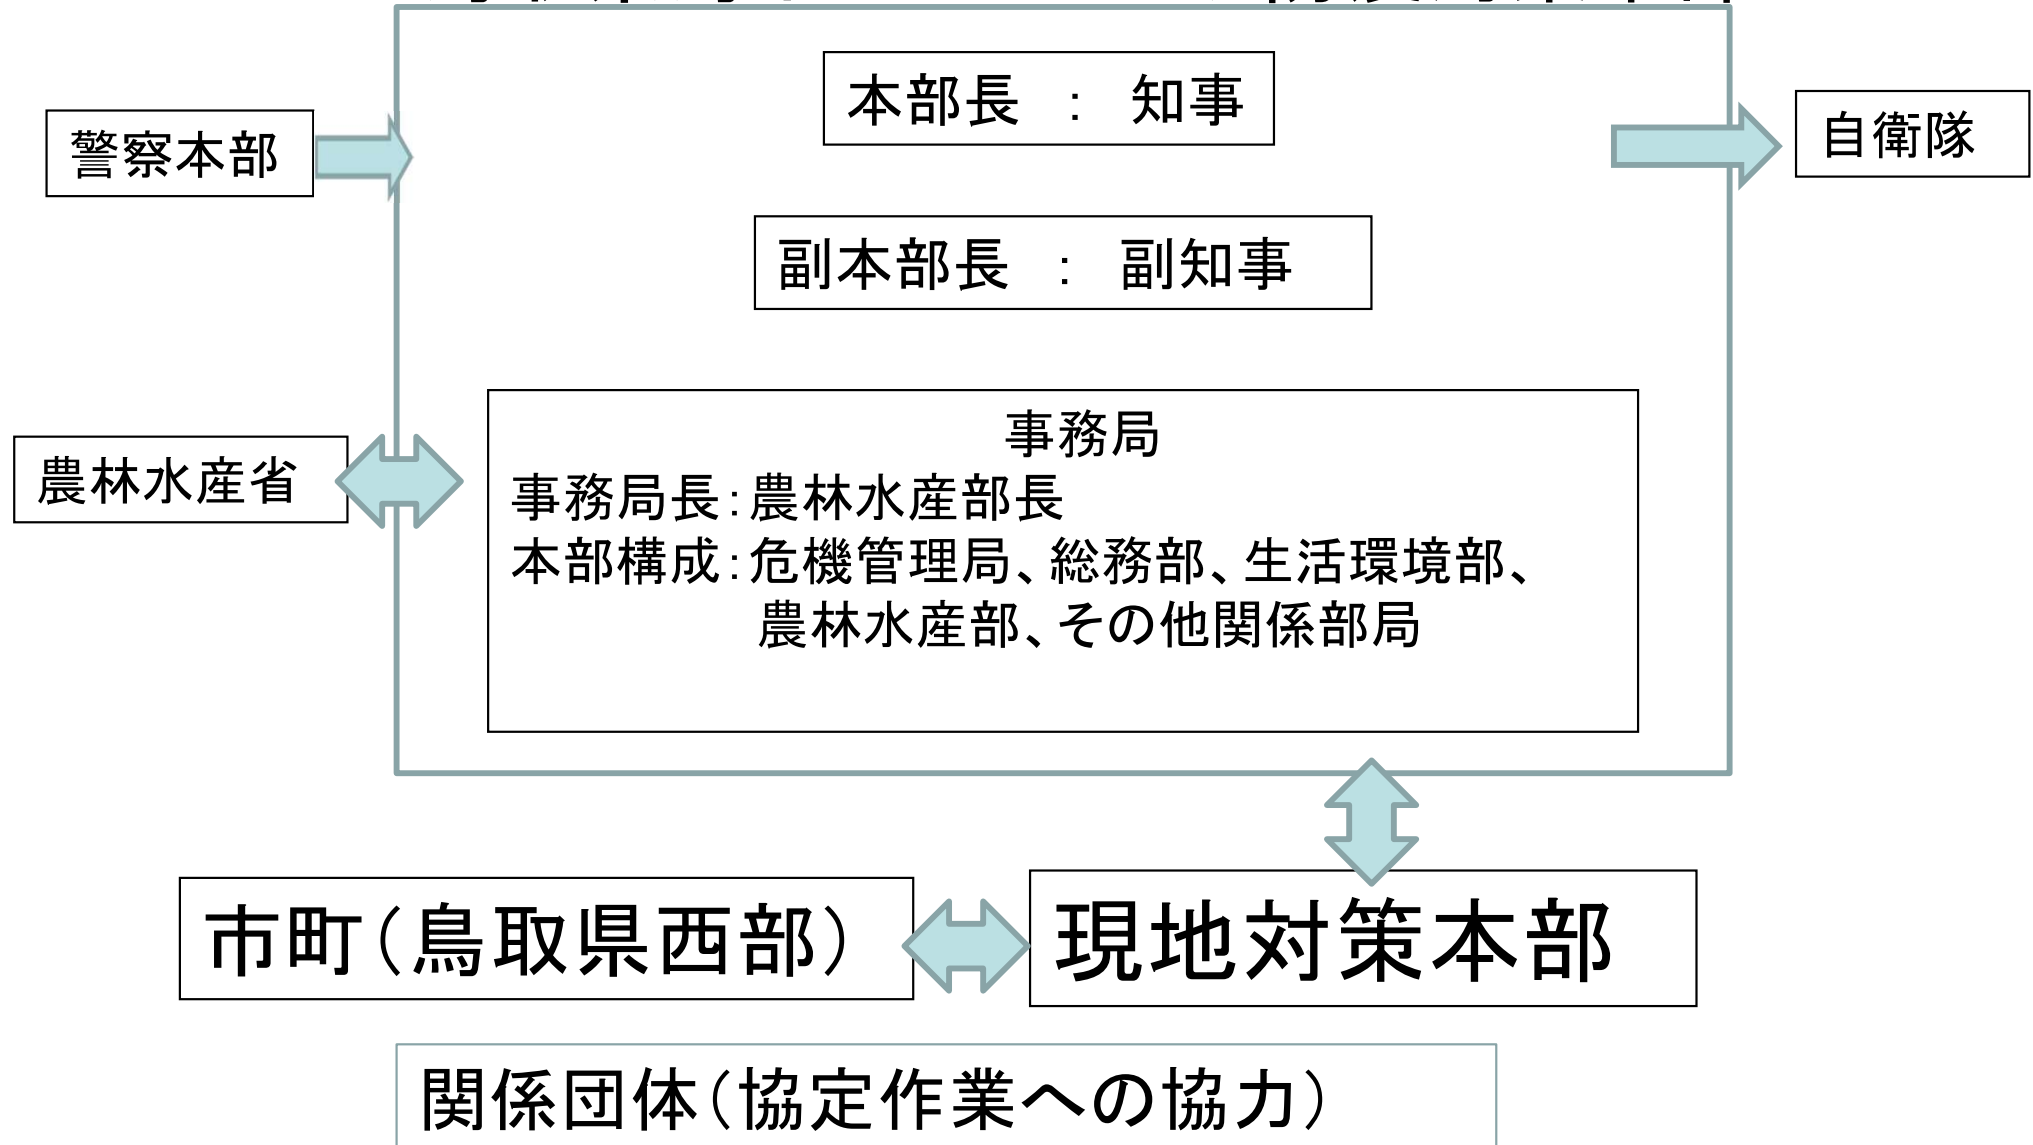 本部長　：　知事
警察本部
自衛隊
副本部長　：　副知事
事務局
事務局長：農林水産部長
本部構成：危機管理局、総務部、生活環境部、
農林水産部、その他関係部局
農林水産省
市町（鳥取県西部）
現地対策本部
関係団体（協定作業への協力）